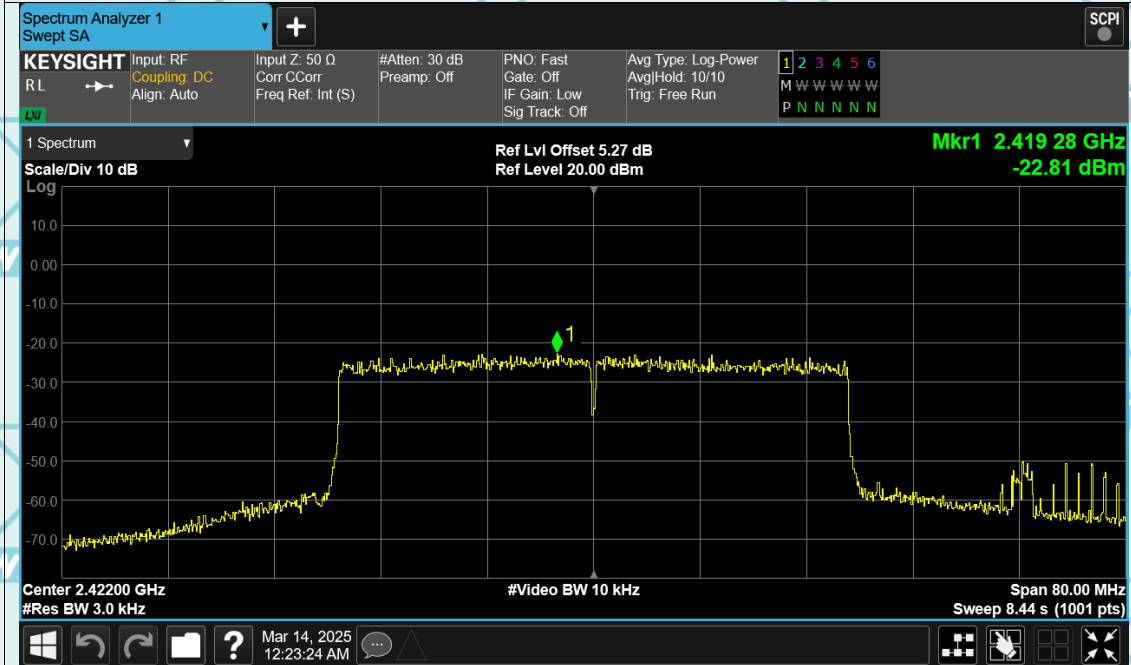 Spectrum Analyzer 1
Swept SA
+
SCPI
KEYSIGHT
RL
LXI
Input: RF
Coupling: DC
Align: Auto
Input Z: 50 Ω
Corr CCorr
Freq Ref: Int (S)
#Atten: 30 dB
Preamp: Off
PNO: Fast
Gate: Off
IF Gain: Low
Sig Track: Off
Avg Type: Log-Power
Avg|Hold: 10/10
Trig: Free Run
1 2 3 4 5 6
M W W W W W
P N N N N N
1 Spectrum
Scale/Div 10 dB
Ref Lvl Offset 5.27 dB
Ref Level 20.00 dBm
Mkr1 2.419 28 GHz
-22.81 dBm
Log
10.0
0.00
-10.0
-20.0
-30.0
-40.0
-50.0
-60.0
-70.0
1
Center 2.42200 GHz
#Res BW 3.0 kHz
#Video BW 10 kHz
Span 80.00 MHz
Sweep 8.44 s (1001 pts)
?
Mar 14, 2025
12:23:24 AM